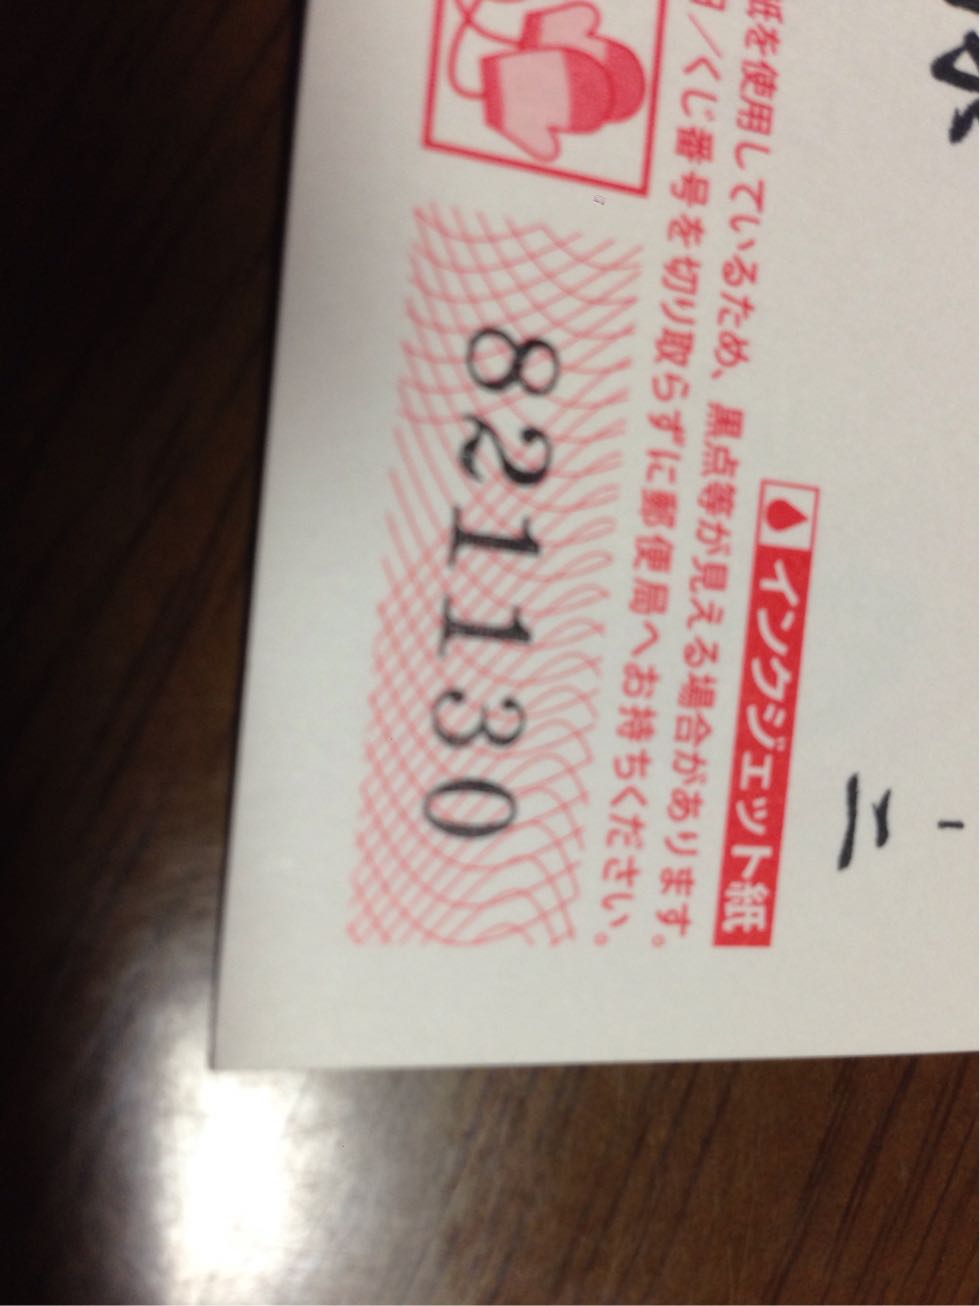 インクジェット紙
紙を使用しているため、黒点等が見える場合があります。
/くじ番号を切り取らずに郵便局へお持ちください。
821130
二